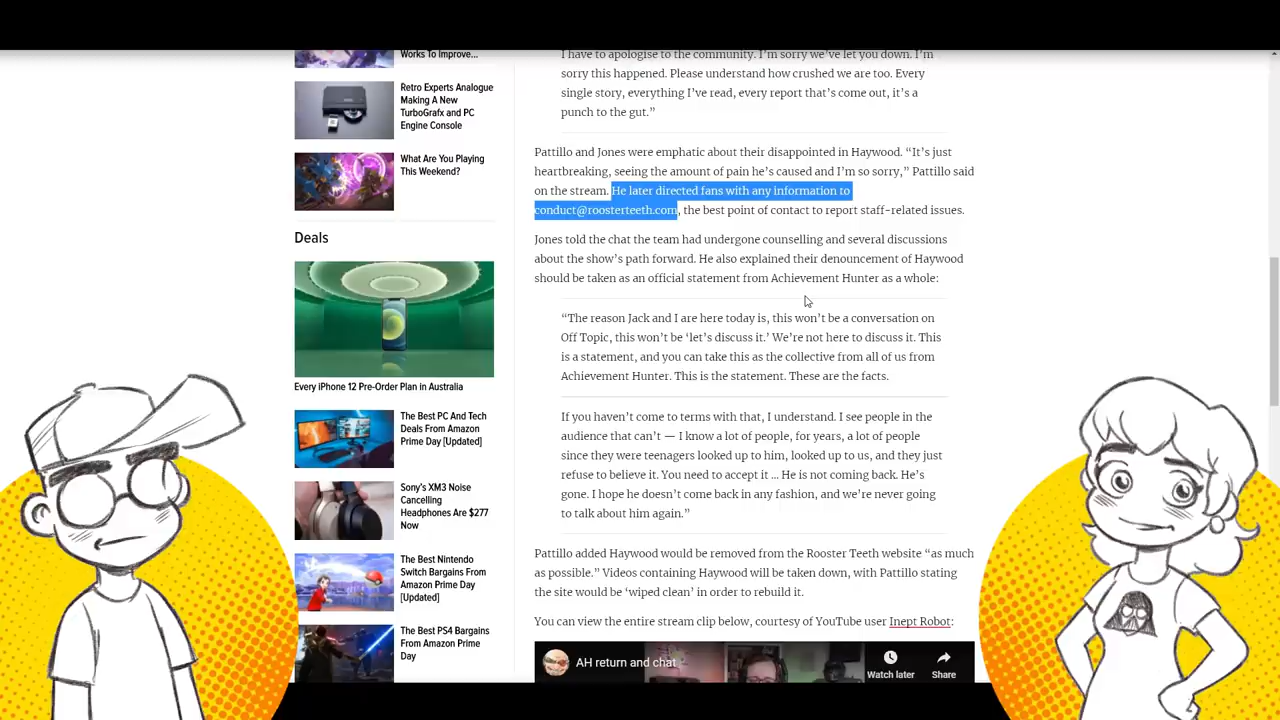 Works To Improve...
Retro Experts Analogue
Making A New
TurboGrafx and PC
Engine Console
What Are You Playing
This Weekend?
Deals
Every iPhone 12 Pre-Order Plan in Australia
The Best PC And Tech
Deals From Amazon
Prime Day [Updated]
Sony's XM3 Noise
Cancelling
Headphones Are $277
Now
The Best Nintendo
Switch Bargains From
Amazon Prime Day
[Updated]
The Best PS4 Bargains
From Amazon Prime
Day
I have to apologise to the community. I'm sorry we've let you down. I'm
sorry this happened. Please understand how crushed we are too. Every
single story, everything I've read, every report that's come out, it's a
punch to the gut.”
Pattillo and Jones were emphatic about their disappointed in Haywood. “It's just
heartbreaking, seeing the amount of pain he's caused and I'm so sorry,” Pattillo said
on the stream. He later directed fans with any information to
conduct@roosterteeth.com, the best point of contact to report staff-related issues.
Jones told the chat the team had undergone counselling and several discussions
about the show's path forward. He also explained their denouncement of Haywood
should be taken as an official statement from Achievement Hunter as a whole:
“The reason Jack and I are here today is, this won't be a conversation on
Off Topic, this won't be ‘let's discuss it.’ We're not here to discuss it. This
is a statement, and you can take this as the collective from all of us from
Achievement Hunter. This is the statement. These are the facts.
If you haven't come to terms with that, I understand. I see people in the
audience that can't — I know a lot of people, for years, a lot of people
since they were teenagers looked up to him, looked up to us, and they just
refuse to believe it. You need to accept it ... He is not coming back. He's
gone. I hope he doesn't come back in any fashion, and we're never going
to talk about him again.”
Pattillo added Haywood would be removed from the Rooster Teeth website “as much
as possible.” Videos containing Haywood will be taken down, with Pattillo stating
the site would be ‘wiped clean’ in order to rebuild it.
You can view the entire stream clip below, courtesy of YouTube user Inept Robot:
AH return and chat
Watch later
Share